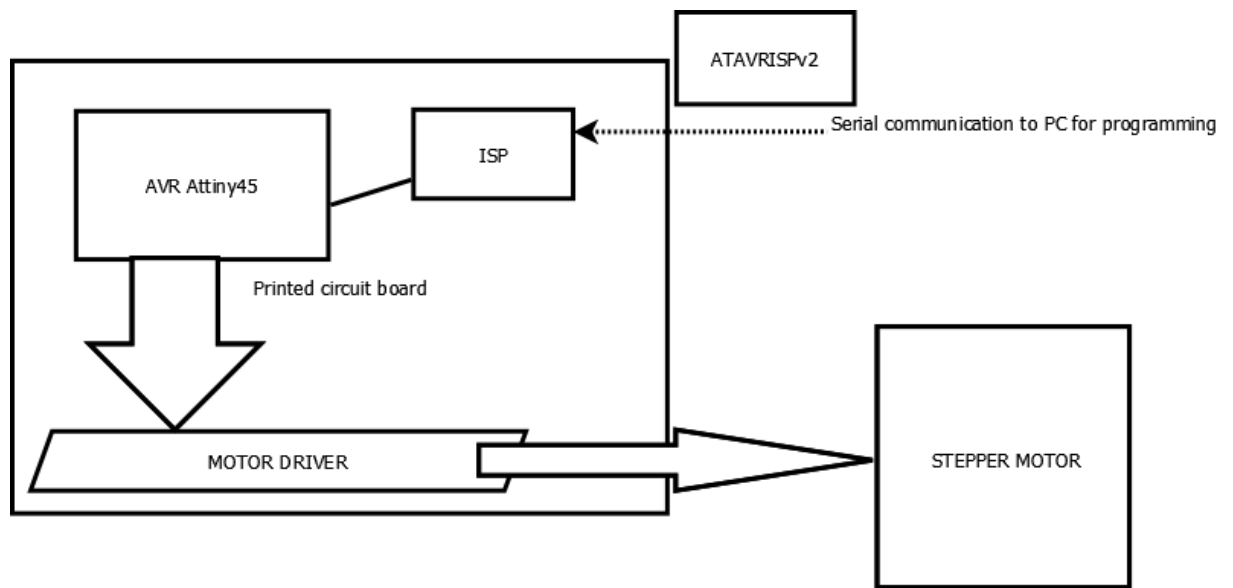 ATAVRISPv2
Serial communication to PC for programming
ISP
AVR Attiny45
Printed circuit board
MOTOR DRIVER
STEPPER MOTOR